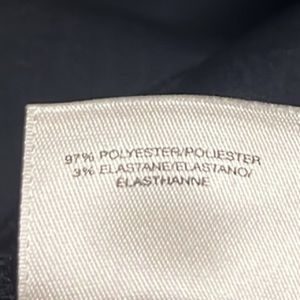 97% POLYESTER/POLIESTER
3% ELASTANE/ELASTANO/
ÉLASTHANNE